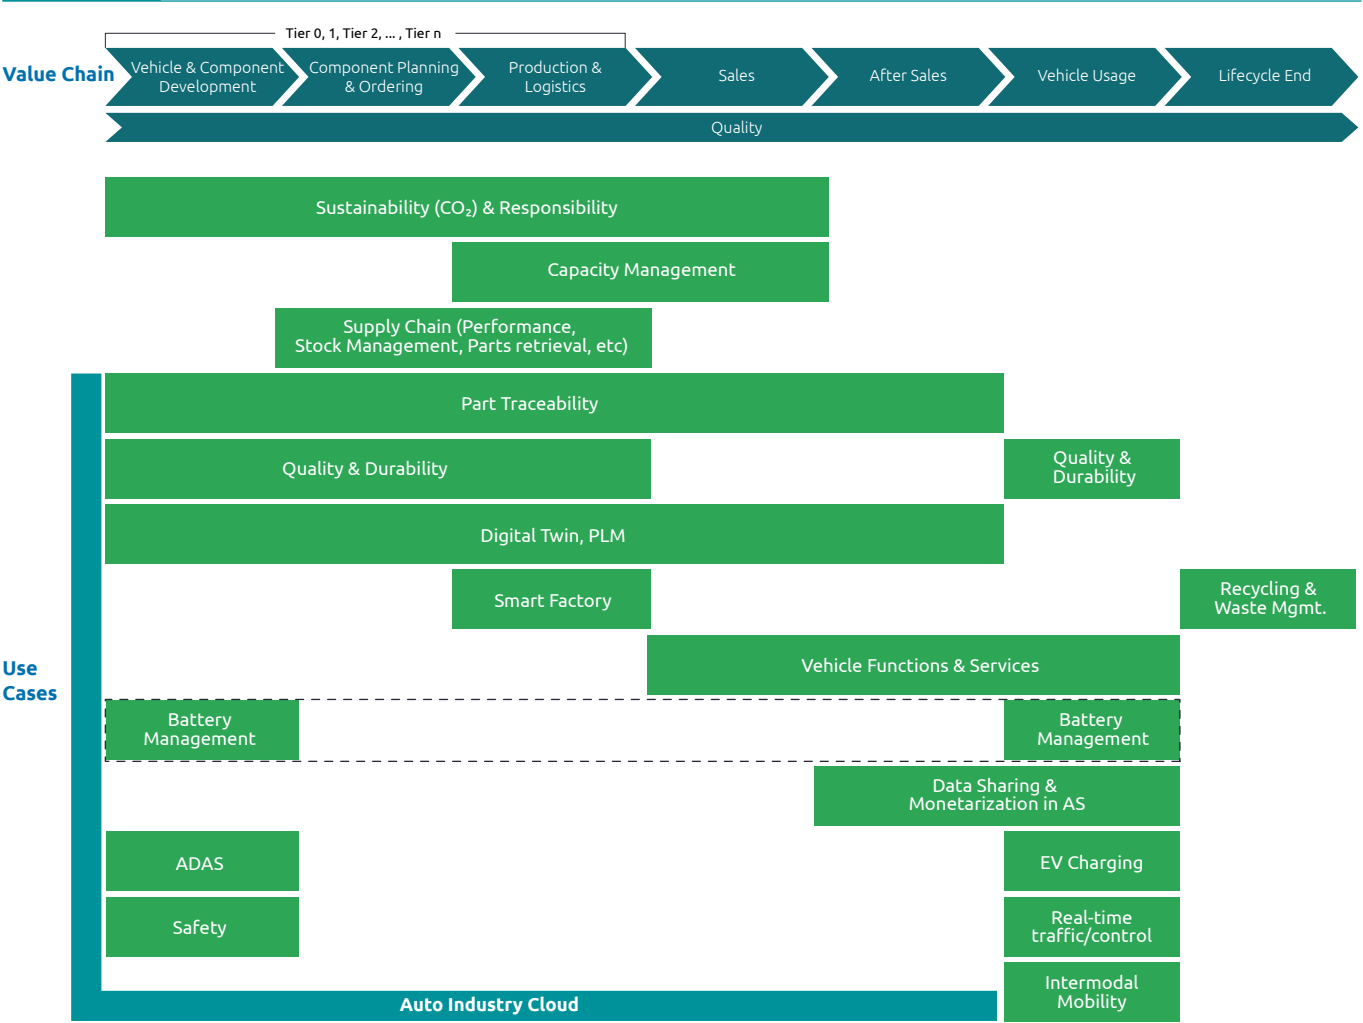 Tier 0, 1, Tier 2, ... , Tier n
Value Chain
Vehicle & Component
Development
Component Planning
& Ordering
Production &
Logistics
Sales
After Sales
Vehicle Usage
Lifecycle End
Quality
Sustainability (CO₂) & Responsibility
Capacity Management
Supply Chain (Performance,
Stock Management, Parts retrieval, etc)
Part Traceability
Quality & Durability
Quality &
Durability
Digital Twin, PLM
Smart Factory
Recycling &
Waste Mgmt.
Use
Cases
Vehicle Functions & Services
Battery
Management
Battery
Management
Data Sharing &
Monetarization in AS
ADAS
EV Charging
Safety
Real-time
traffic/control
Intermodal
Mobility
Auto Industry Cloud